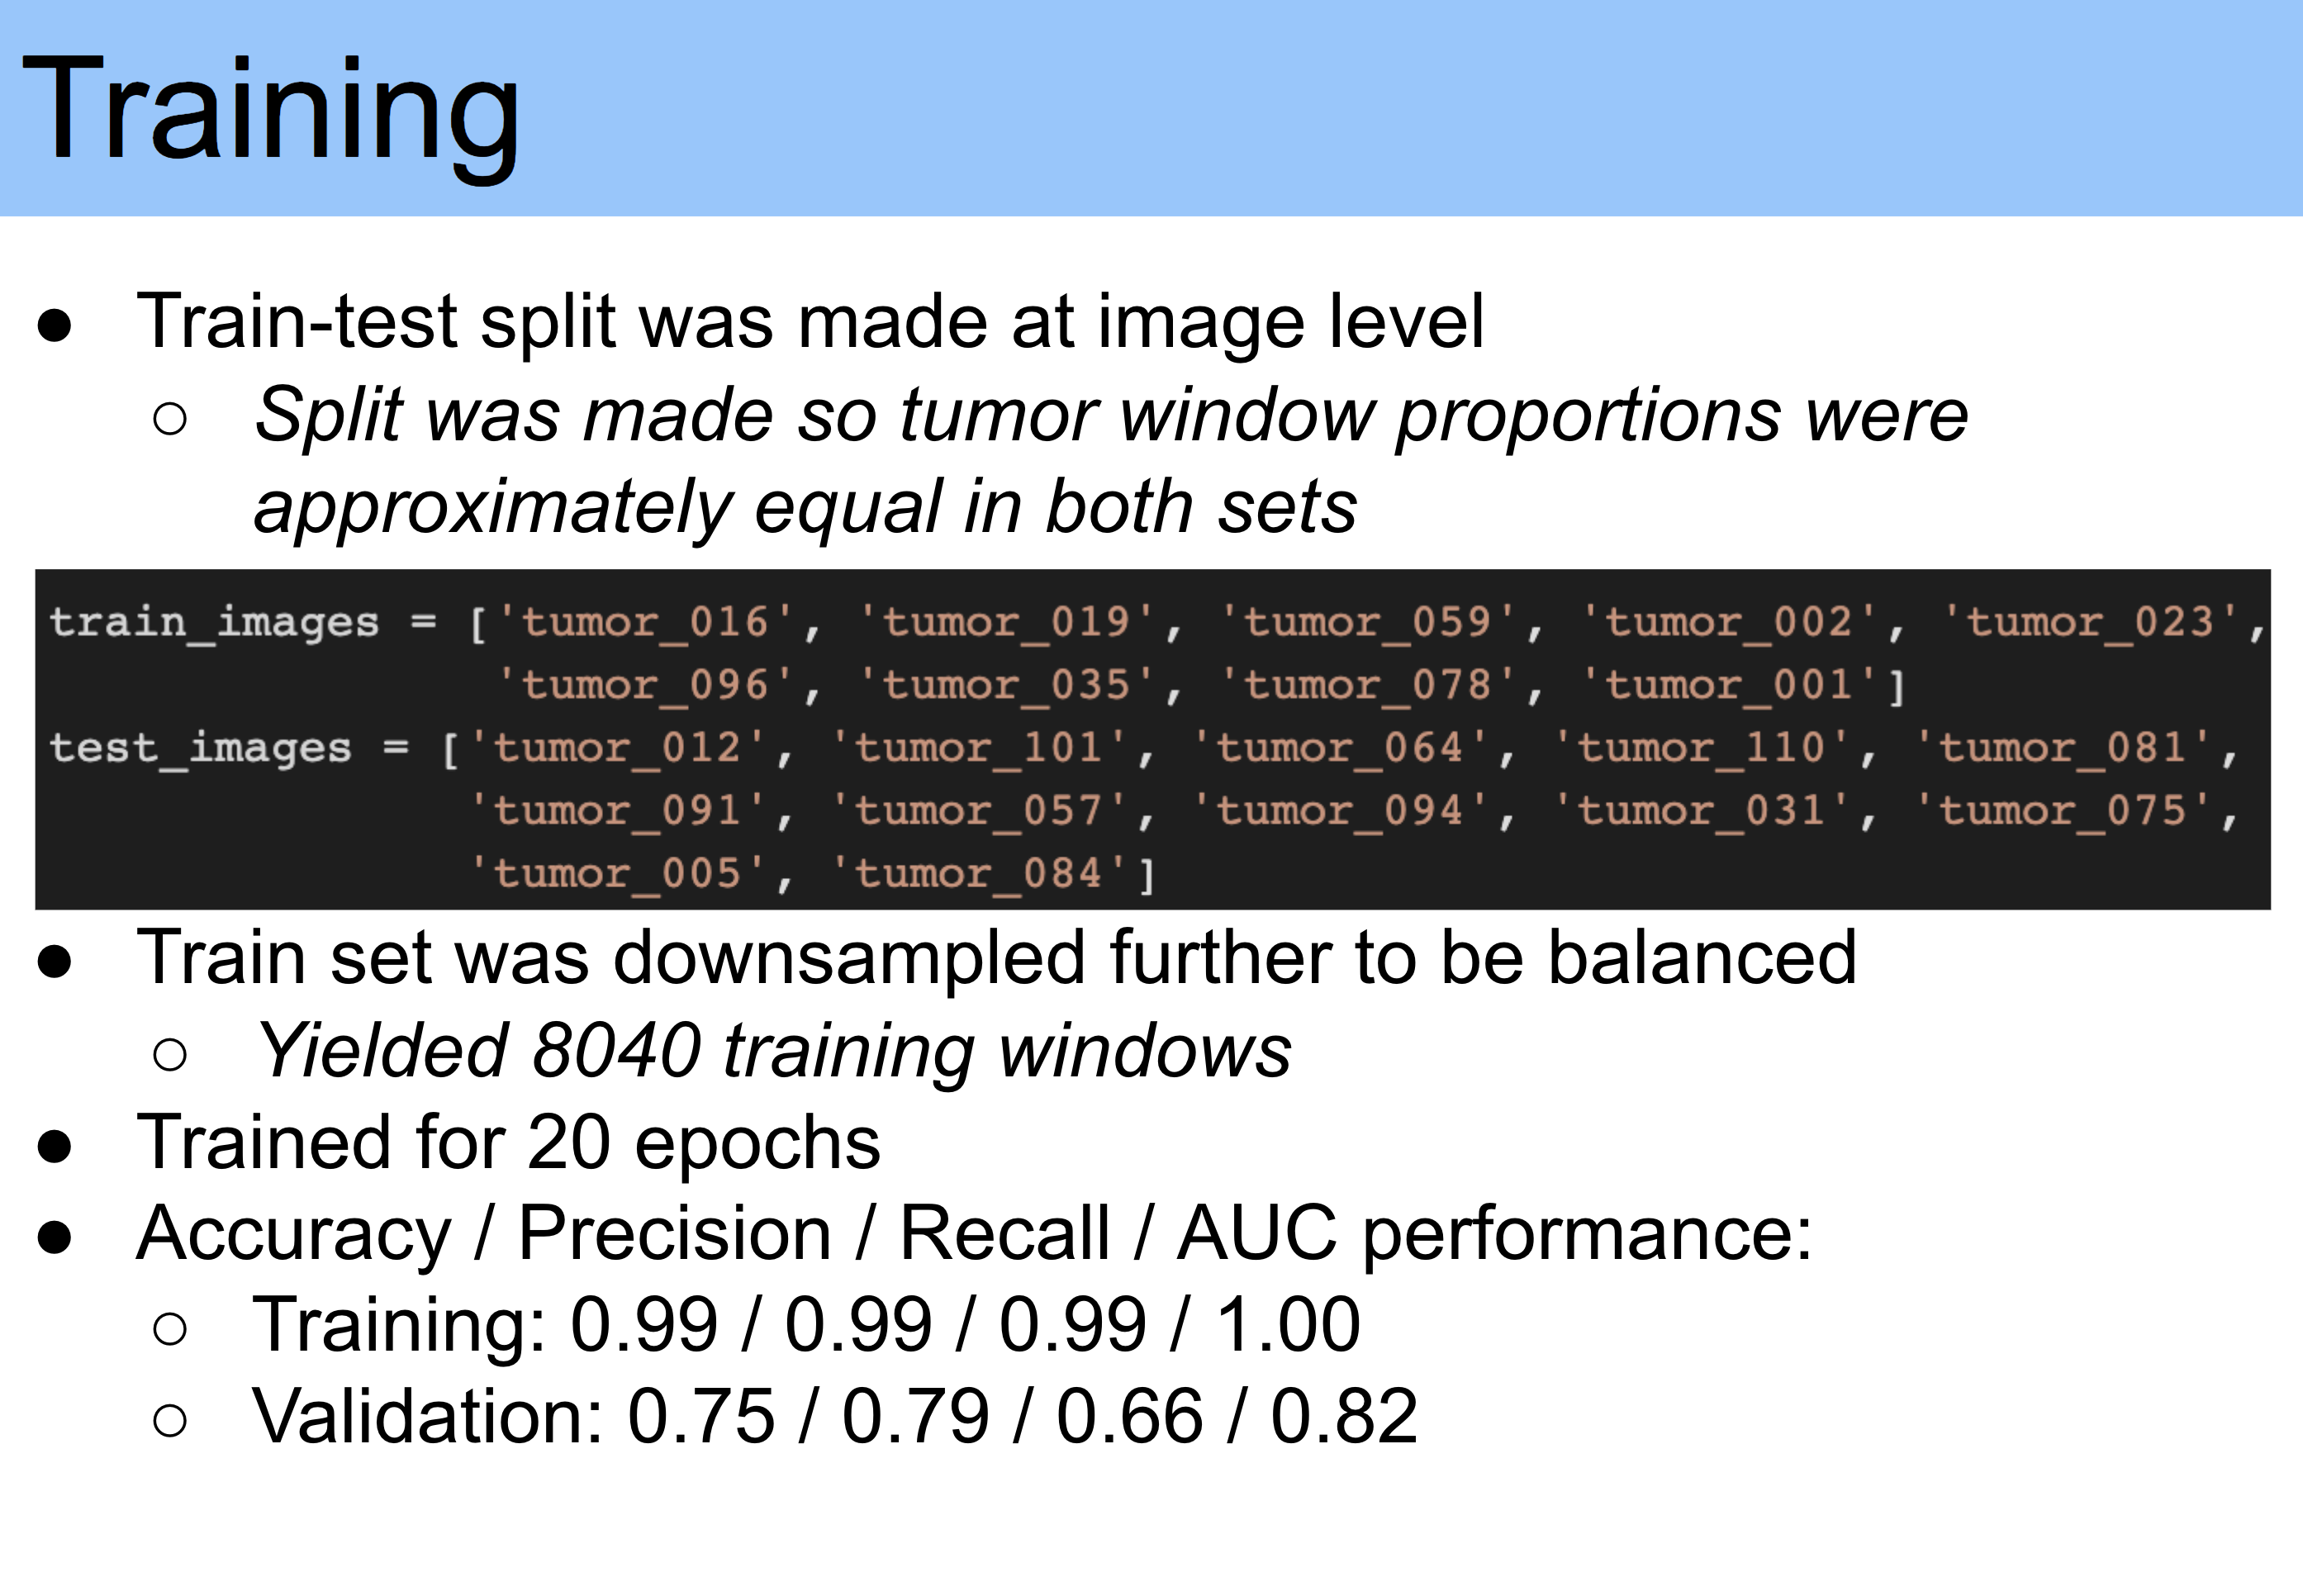 Training
● Train-test split was made at image level
○ Split was made so tumor window proportions were
approximately equal in both sets
train_images = ['tumor_016', 'tumor_019', 'tumor_059', 'tumor_002', 'tumor_023',
'tumor_096', 'tumor_035', 'tumor_078', 'tumor_001']
test_images = ['tumor_012', 'tumor_101', 'tumor_064', 'tumor_110', 'tumor_081',
'tumor_091', 'tumor_057', 'tumor_094', 'tumor_031', 'tumor_075',
'tumor_005', 'tumor_084']
● Train set was downsampled further to be balanced
○ Yielded 8040 training windows
● Trained for 20 epochs
● Accuracy / Precision / Recall / AUC performance:
○ Training: 0.99 / 0.99 / 0.99 / 1.00
○ Validation: 0.75 / 0.79 / 0.66 / 0.82